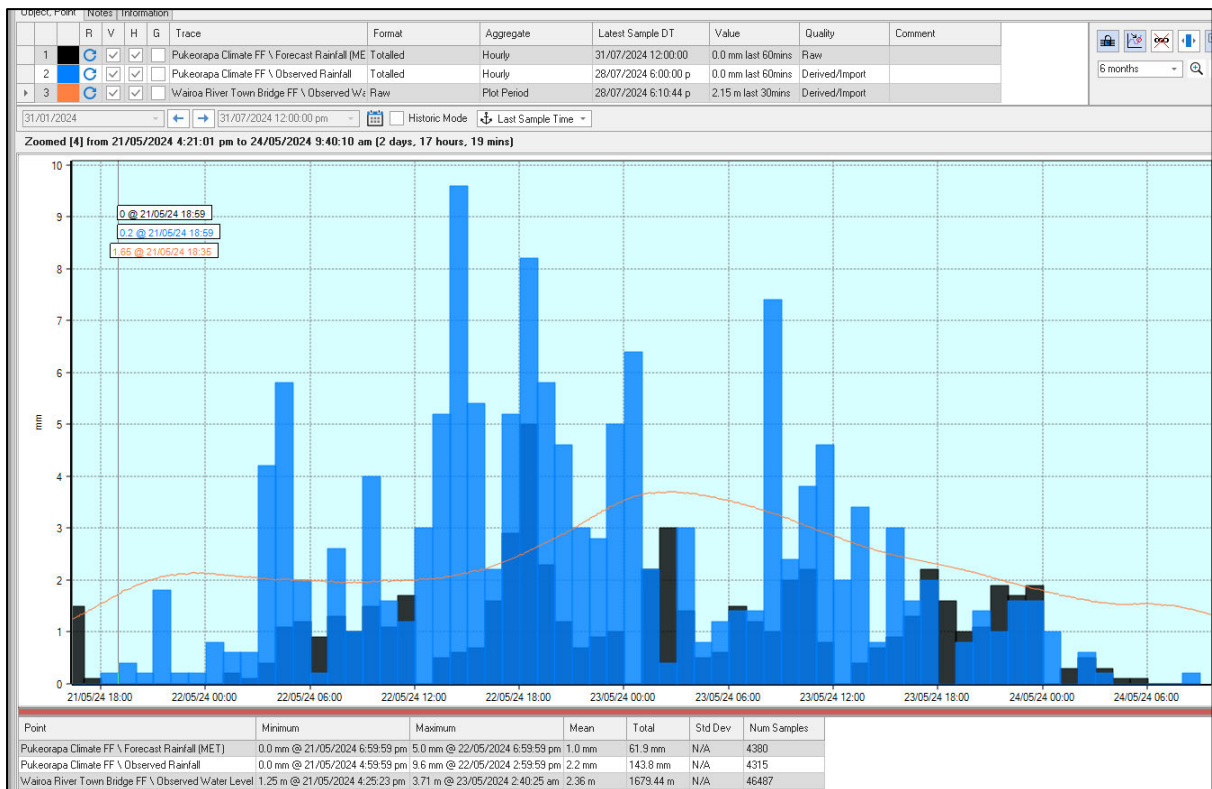 Object, Point Notes Information
R V H G Trace Format Aggregate Latest Sample DT Value Quality Comment
1 Pukeorapa Climate FF \ Forecast Rainfall (ME Totalled Hourly 31/07/2024 12:00:00 0.0 mm last 60mins Raw
2 Pukeorapa Climate FF \ Observed Rainfall Totalled Hourly 28/07/2024 6:00:00 p 0.0 mm last 60mins Derived/Import
3 Wairoa River Town Bridge FF \ Observed Wa Raw Plot Period 28/07/2024 6:10:44 p 2.15 m last 30mins Derived/Import
6 months
31/01/2024 31/07/2024 12:00:00 pm Historic Mode Last Sample Time
Zoomed [4] from 21/05/2024 4:21:01 pm to 24/05/2024 9:40:10 am (2 days, 17 hours, 19 mins)
10
9
0 @ 21/05/24 18:59
0.2 @ 21/05/24 18:59
1.65 @ 21/05/24 18:35
8
7
6
mm
5
4
3
2
1
0
21/05/24 18:00 22/05/24 00:00 22/05/24 06:00 22/05/24 12:00 22/05/24 18:00 23/05/24 00:00 23/05/24 06:00 23/05/24 12:00 23/05/24 18:00 24/05/24 00:00 24/05/24 06:00
Point Minimum Maximum Mean Total Std Dev Num Samples
Pukeorapa Climate FF \ Forecast Rainfall (MET) 0.0 mm @ 21/05/2024 6:59:59 pm 5.0 mm @ 22/05/2024 6:59:59 pm 1.0 mm 61.9 mm N/A 4380
Pukeorapa Climate FF \ Observed Rainfall 0.0 mm @ 21/05/2024 4:59:59 pm 9.6 mm @ 22/05/2024 2:59:59 pm 2.2 mm 143.8 mm N/A 4315
Wairoa River Town Bridge FF \ Observed Water Level 1.25 m @ 21/05/2024 4:25:23 pm 3.71 m @ 23/05/2024 2:40:25 am 2.36 m 1679.44 m N/A 46487